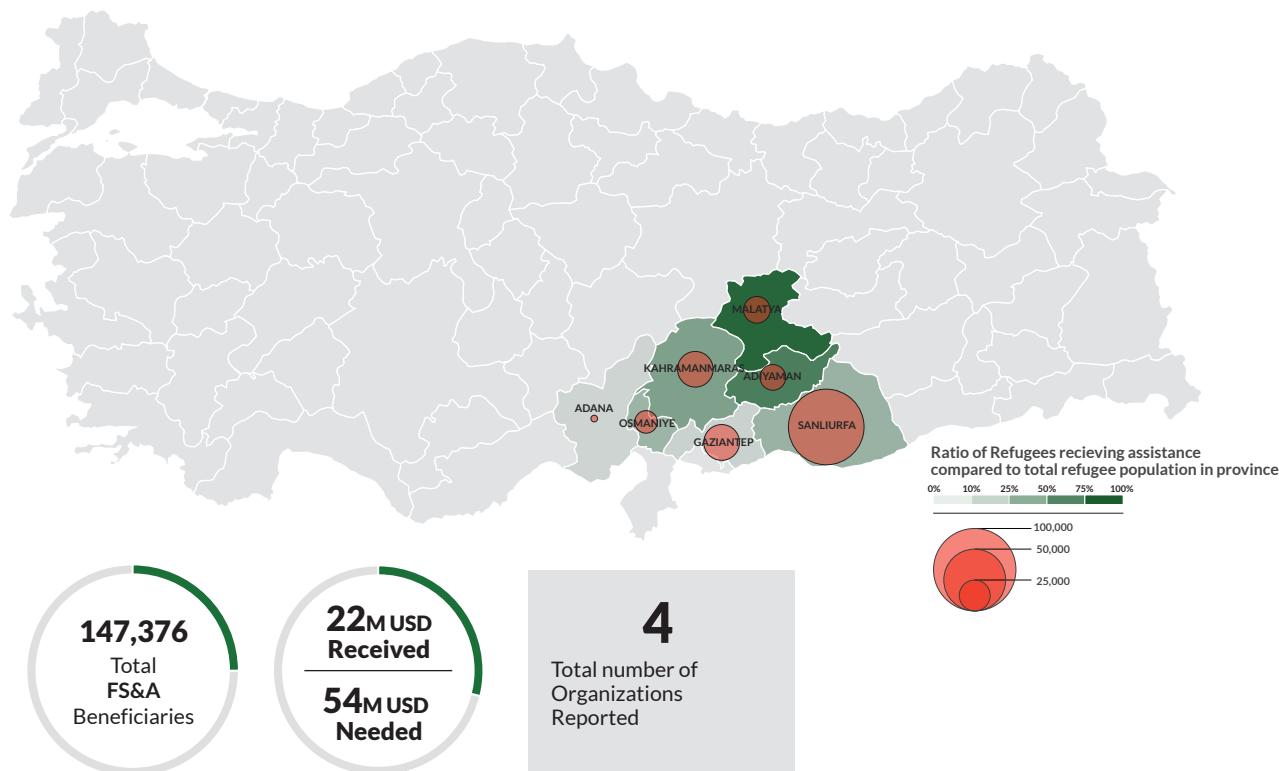 MALATYA
KAHRAMANMARAS
ADIYAMAN
ADANA
OSMANIYE
GAZIANTEP
SANLIURFA
Ratio of Refugees recieving assistance
compared to total refugee population in province
0% 10% 25% 50% 75% 100%
100,000
50,000
25,000
147,376
Total
FS&A
Beneficiaries
22M USD
Received
54M USD
Needed
4
Total number of
Organizations
Reported